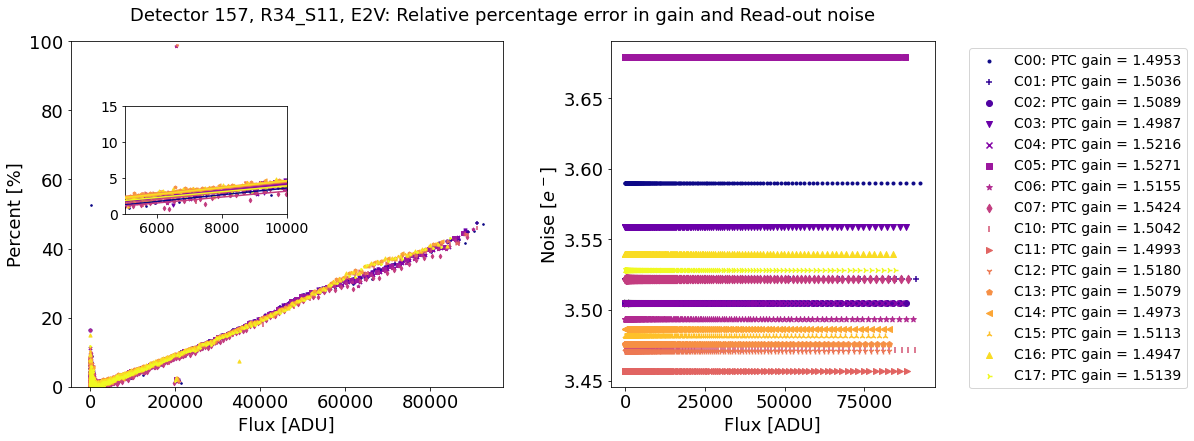 Detector 157, R34_S11, E2V: Relative percentage error in gain and Read-out noise
Percent [%]
100
80
60
40
20
0
15
10
5
0
6000 8000 10000
0 20000 40000 60000 80000
Flux [ADU]
Noise [e⁻]
3.65
3.60
3.55
3.50
3.45
0 25000 50000 75000
Flux [ADU]
C00: PTC gain = 1.4953
C01: PTC gain = 1.5036
C02: PTC gain = 1.5089
C03: PTC gain = 1.4987
C04: PTC gain = 1.5216
C05: PTC gain = 1.5271
C06: PTC gain = 1.5155
C07: PTC gain = 1.5424
C10: PTC gain = 1.5042
C11: PTC gain = 1.4993
C12: PTC gain = 1.5180
C13: PTC gain = 1.5079
C14: PTC gain = 1.4973
C15: PTC gain = 1.5113
C16: PTC gain = 1.4947
C17: PTC gain = 1.5139